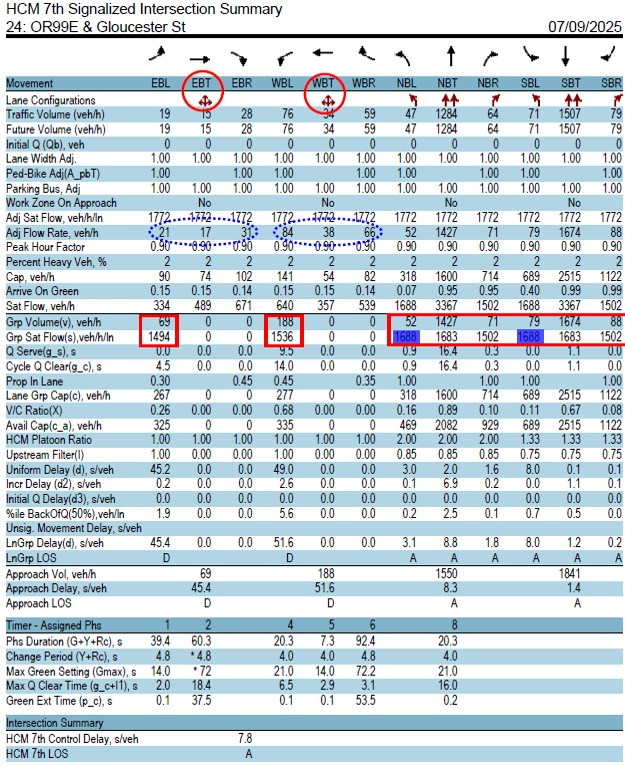 HCM 7th Signalized Intersection Summary
24: OR99E & Gloucester St 07/09/2025
Movement EBL EBT EBR WBL WBT WBR NBL NBT NBR SBL SBT SBR
Lane Configurations
Traffic Volume (veh/h) 19 15 28 76 34 59 47 1284 64 71 1507 79
Future Volume (veh/h) 19 15 28 76 34 59 47 1284 64 71 1507 79
Initial Q (Qb), veh 0 0 0 0 0 0 0 0 0 0 0 0
Lane Width Adj. 1.00 1.00 1.00 1.00 1.00 1.00 1.00 1.00 1.00 1.00 1.00 1.00
Ped-Bike Adj(A_pbT) 1.00 1.00 1.00 1.00 1.00 1.00 1.00 1.00
Parking Bus, Adj 1.00 1.00 1.00 1.00 1.00 1.00 1.00 1.00 1.00 1.00 1.00 1.00
Work Zone On Approach No No No No
Adj Sat Flow, veh/h/ln 1772 1772 1772 1772 1772 1772 1772 1772 1772 1772 1772 1772
Adj Flow Rate, veh/h 21 17 31 84 38 66 52 1427 71 79 1674 88
Peak Hour Factor 0.90 0.90 0.90 0.90 0.90 0.90 0.90 0.90 0.90 0.90 0.90 0.90
Percent Heavy Veh, % 2 2 2 2 2 2 2 2 2 2 2 2
Cap, veh/h 90 74 102 141 54 82 318 1600 714 689 2515 1122
Arrive On Green 0.15 0.15 0.14 0.15 0.15 0.14 0.07 0.95 0.95 0.40 0.99 0.99
Sat Flow, veh/h 334 489 671 640 357 539 1688 3367 1502 1688 3367 1502
Grp Volume(v), veh/h 69 0 0 188 0 0 52 1427 71 79 1674 88
Grp Sat Flow(s),veh/h/ln 1494 0 0 1536 0 0 1688 1683 1502 1688 1683 1502
Q Serve(g_s), s 0.0 0.0 0.0 9.5 0.0 0.0 0.9 16.4 0.3 0.0 1.1 0.0
Cycle Q Clear(g_c), s 4.5 0.0 0.0 14.0 0.0 0.0 0.9 16.4 0.3 0.0 1.1 0.0
Prop In Lane 0.30 0.45 0.45 0.35 1.00 1.00 1.00 1.00
Lane Grp Cap(c), veh/h 267 0 0 277 0 0 318 1600 714 689 2515 1122
V/C Ratio(X) 0.26 0.00 0.00 0.68 0.00 0.00 0.16 0.89 0.10 0.11 0.67 0.08
Avail Cap(c_a), veh/h 325 0 0 335 0 0 469 2082 929 689 2515 1122
HCM Platoon Ratio 1.00 1.00 1.00 1.00 1.00 1.00 2.00 2.00 2.00 1.33 1.33 1.33
Upstream Filter(I) 1.00 0.00 0.00 1.00 0.00 0.00 0.85 0.85 0.85 0.75 0.75 0.75
Uniform Delay (d), s/veh 45.2 0.0 0.0 49.0 0.0 0.0 3.0 2.0 1.6 8.0 0.1 0.1
Incr Delay (d2), s/veh 0.2 0.0 0.0 2.6 0.0 0.0 0.1 6.9 0.2 0.0 1.1 0.1
Initial Q Delay(d3), s/veh 0.0 0.0 0.0 0.0 0.0 0.0 0.0 0.0 0.0 0.0 0.0 0.0
%ile BackOfQ(50%),veh/ln 1.9 0.0 0.0 5.6 0.0 0.0 0.2 2.5 0.1 0.7 0.5 0.0
Unsig. Movement Delay, s/veh
LnGrp Delay(d), s/veh 45.4 0.0 0.0 51.6 0.0 0.0 3.1 8.8 1.8 8.0 1.2 0.2
LnGrp LOS D D A A A A A A
Approach Vol, veh/h 69 188 1550 1841
Approach Delay, s/veh 45.4 51.6 8.3 1.4
Approach LOS D D A A
Timer - Assigned Phs 1 2 4 5 6 8
Phs Duration (G+Y+Rc), s 39.4 60.3 20.3 7.3 92.4 20.3
Change Period (Y+Rc), s 4.8 * 4.8 4.0 4.0 4.8 4.0
Max Green Setting (Gmax), s 14.0 * 72 21.0 14.0 72.2 21.0
Max Q Clear Time (g_c+I1), s 2.0 18.4 6.5 2.9 3.1 16.0
Green Ext Time (p_c), s 0.1 37.5 0.1 0.1 53.5 0.2
Intersection Summary
HCM 7th Control Delay, s/veh 7.8
HCM 7th LOS A